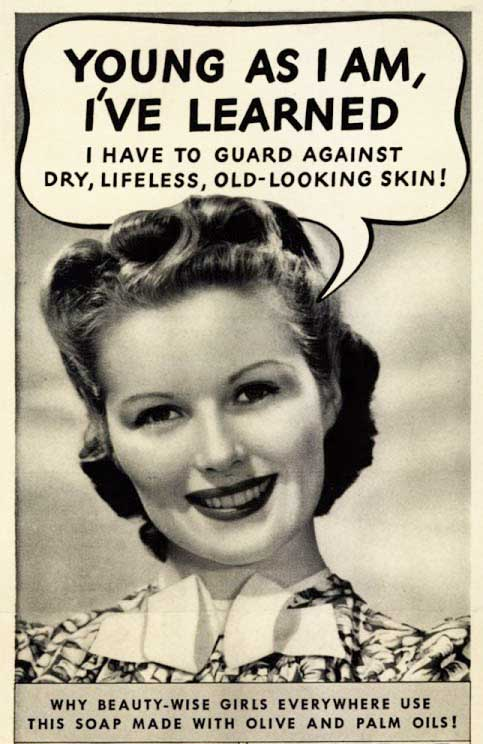 YOUNG AS I AM,
I'VE LEARNED
I HAVE TO GUARD AGAINST
DRY, LIFELESS, OLD-LOOKING SKIN!
WHY BEAUTY-WISE GIRLS EVERYWHERE USE
THIS SOAP MADE WITH OLIVE AND PALM OILS!